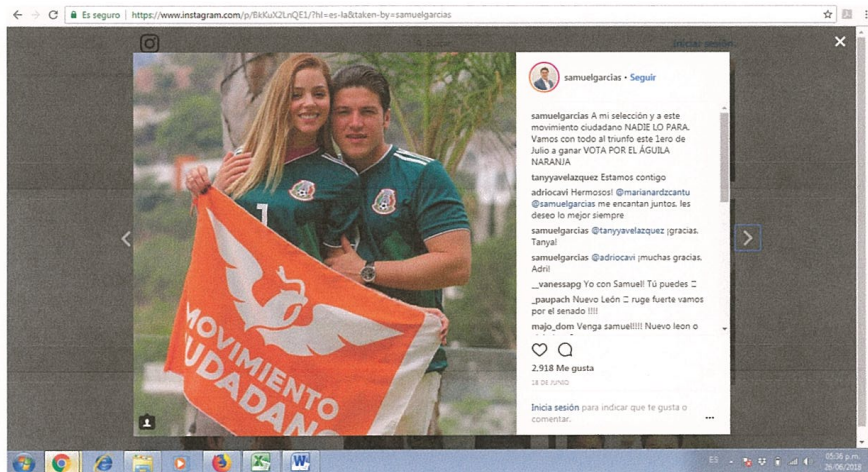 Es seguro | https://www.instagram.com/p/BkKuX2LnQE1/?hl=es-la&taken-by=samuelgarcias
Iniciar sesión
samuelgarcias • Seguir
samuelgarcias A mi selección y a este
movimiento ciudadano NADIE LO PARA.
Vamos con todo al triunfo este 1ero de
Julio a ganar VOTA POR EL ÁGUILA
NARANJA
tanyyavelazquez Estamos contigo
adriocavi Hermosos! @marianardzcantu
@samuelgarcias me encantan juntos, les
deseo lo mejor siempre
samuelgarcias @tanyyavelazquez ¡gracias,
Tanya!
samuelgarcias @adriocavi ¡muchas gracias,
Adri!
__vanessapg Yo con Samuel! Tú puedes
_paupach Nuevo León ruge fuerte vamos
por el senado !!!!
majo_dom Venga samuel!!!! Nuevo leon o
2,918 Me gusta
18 DE JUNIO
Inicia sesión para indicar que te gusta o
comentar.
1
MOVIMIENTO
CIUDADANO
ES
05:36 p.m.
26/06/2018